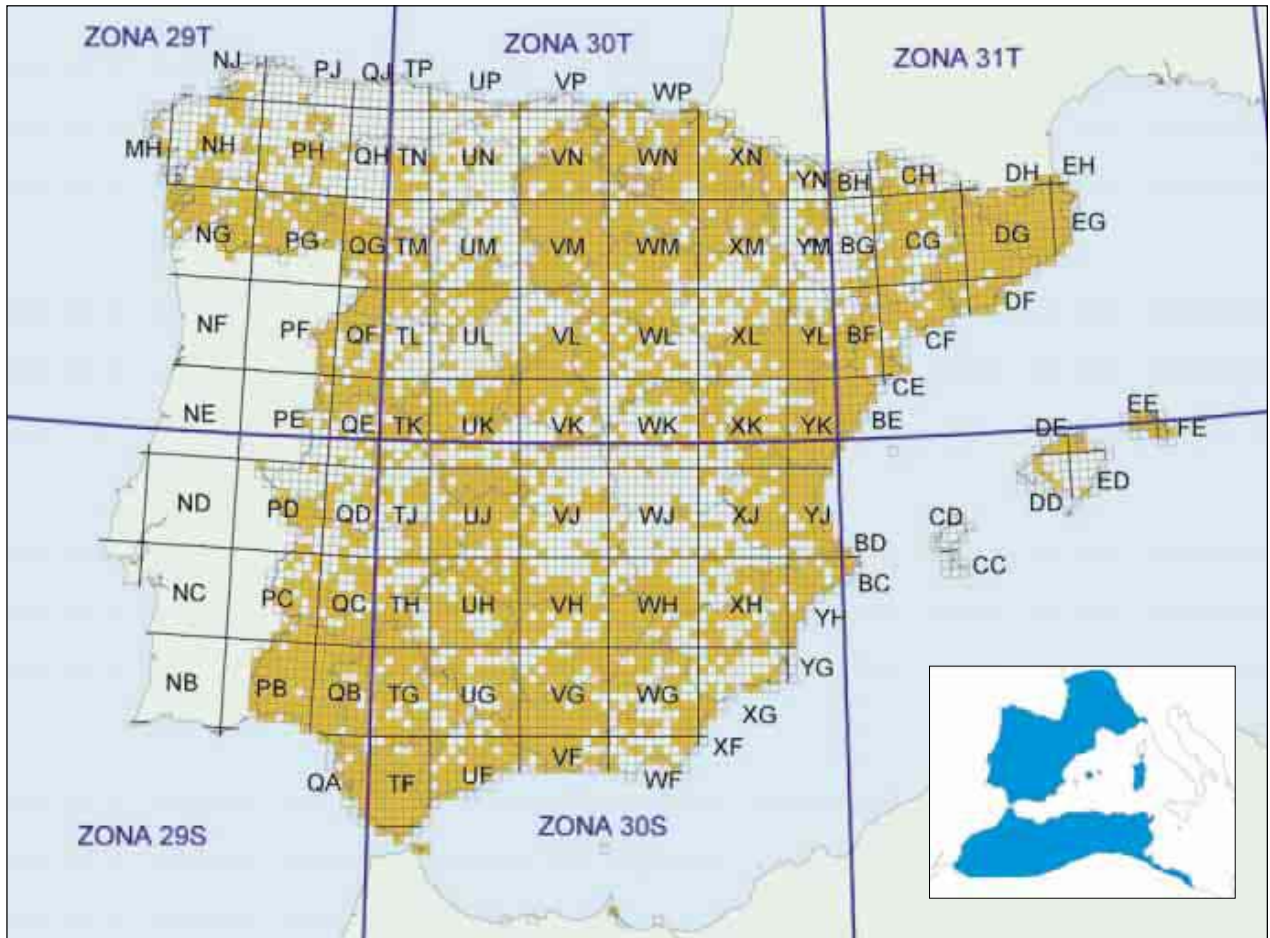 ZONA 29T
ZONA 30T
ZONA 31T
NJ
PJ
QJ
TP
UP
VP
WP
MH
NH
PH
QH
TN
UN
VN
WN
XN
YN
BH
CH
DH
EH
NG
PG
QG
TM
UM
VM
WM
XM
YM
BG
CG
DG
EG
NF
PF
QF
TL
UL
VL
WL
XL
YL
BF
CF
DF
NE
PE
QE
TK
UK
VK
WK
XK
YK
BE
CE
DE
EE
FE
ND
PD
QD
TJ
UJ
VJ
WJ
XJ
YJ
BD
CD
DD
ED
NC
PC
QC
TH
UH
VH
WH
XH
YH
BC
CC
NB
PB
QB
TG
UG
VG
WG
XG
YG
QA
TF
UF
VF
WF
XF
ZONA 29S
ZONA 30S